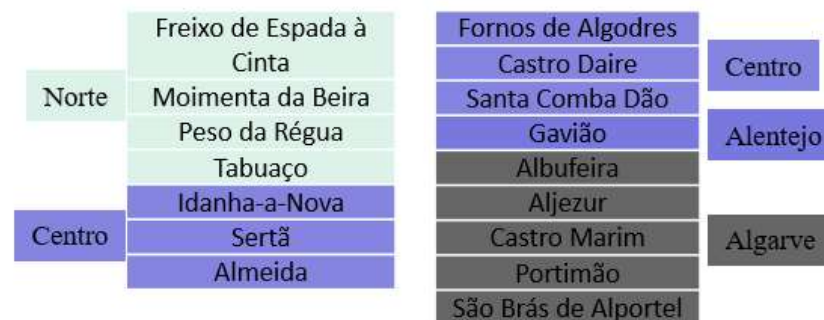 Norte
Freixo de Espada à
Cinta
Moimenta da Beira
Peso da Régua
Tabuaço
Centro
Idanha-a-Nova
Sertã
Almeida
Fornos de Algodres
Castro Daire
Santa Comba Dão
Centro
Gavião
Alentejo
Albufeira
Aljezur
Castro Marim
Portimão
São Brás de Alportel
Algarve